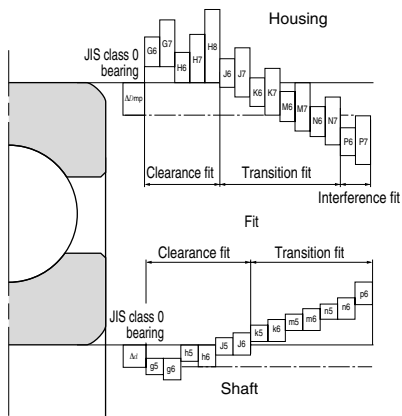 Housing
JIS class 0
bearing
G6 G7 H6 H7 H8 J6 J7 K6 K7 M6 M7 N6 N7 P6 P7
ΔDmp
Clearance fit Transition fit
Interference fit
Fit
Clearance fit Transition fit
JIS class 0
bearing
Δd g5 g6 h5 h6 J5 J6 k5 k6 m5 m6 n5 n6 p6
Shaft